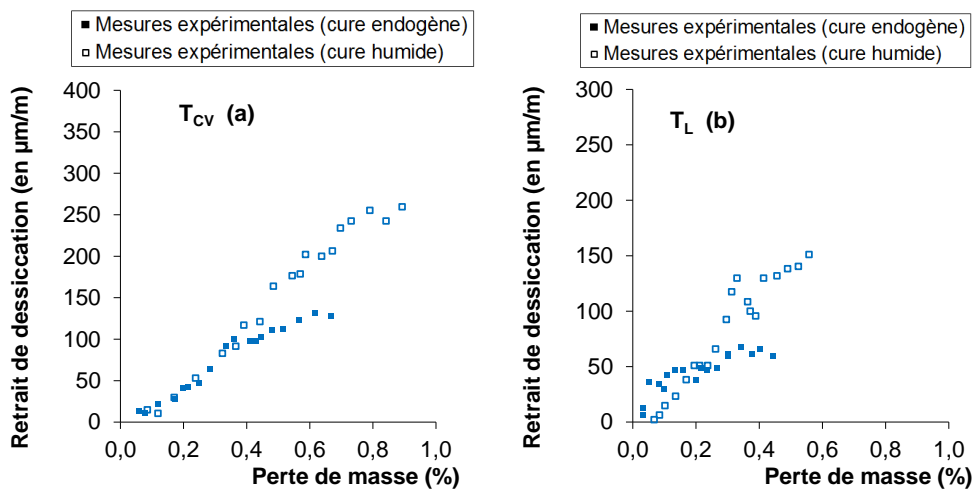 Mesures expérimentales (cure endogène)
Mesures expérimentales (cure humide)
Retrait de dessiccation (en µm/m)
400
350
300
250
200
150
100
50
0
T_CV (a)
0,0 0,2 0,4 0,6 0,8 1,0
Perte de masse (%)
Mesures expérimentales (cure endogène)
Mesures expérimentales (cure humide)
Retrait de dessiccation (en µm/m)
300
250
200
150
100
50
0
T_L (b)
0,0 0,2 0,4 0,6 0,8 1,0
Perte de masse (%)